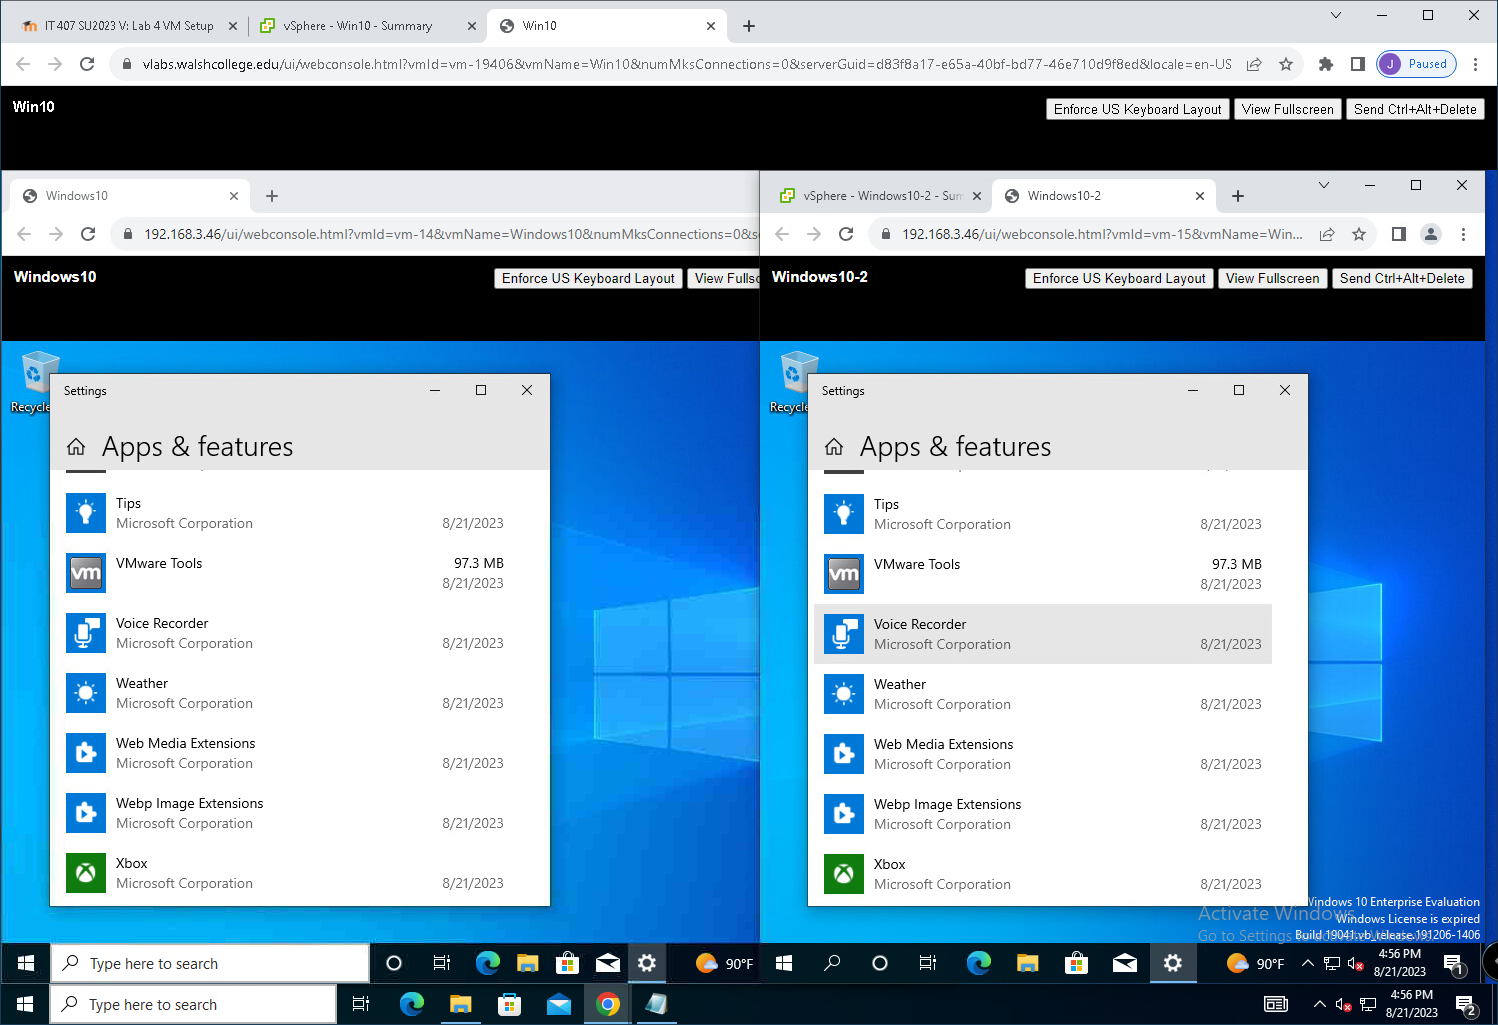 IT 407 SU2023 V: Lab 4 VM Setup
vSphere - Win10 - Summary
Win10
vlabs.walshcollege.edu/ui/webconsole.html?vmId=vm-19406&vmName=Win10&numMksConnections=0&serverGuid=d83f8a17-e65a-40bf-bd77-46e710d9f8ed&locale=en-US
J Paused
Win10
Enforce US Keyboard Layout
View Fullscreen
Send Ctrl+Alt+Delete
Windows10
192.168.3.46/ui/webconsole.html?vmId=vm-14&vmName=Windows10&numMksConnections=0&s
Windows10
Enforce US Keyboard Layout
View Fullsc
Recycle
Settings
Apps & features
Tips
Microsoft Corporation
8/21/2023
vm
VMware Tools
97.3 MB
8/21/2023
Voice Recorder
Microsoft Corporation
8/21/2023
Weather
Microsoft Corporation
8/21/2023
Web Media Extensions
Microsoft Corporation
8/21/2023
Webp Image Extensions
Microsoft Corporation
8/21/2023
Xbox
Microsoft Corporation
8/21/2023
Type here to search
90°F
vSphere - Windows10-2 - Sum
Windows10-2
192.168.3.46/ui/webconsole.html?vmId=vm-15&vmName=Win...
Windows10-2
Enforce US Keyboard Layout
View Fullscreen
Send Ctrl+Alt+Delete
Recycle
Settings
Apps & features
Tips
Microsoft Corporation
8/21/2023
vm
VMware Tools
97.3 MB
8/21/2023
Voice Recorder
Microsoft Corporation
8/21/2023
Weather
Microsoft Corporation
8/21/2023
Web Media Extensions
Microsoft Corporation
8/21/2023
Webp Image Extensions
Microsoft Corporation
8/21/2023
Xbox
Microsoft Corporation
8/21/2023
Windows 10 Enterprise Evaluation
Activate Windows
Windows License is expired
Go to Settings
Build 19041.vb_release.191206-1406
90°F
4:56 PM
8/21/2023
1
Type here to search
4:56 PM
8/21/2023
2